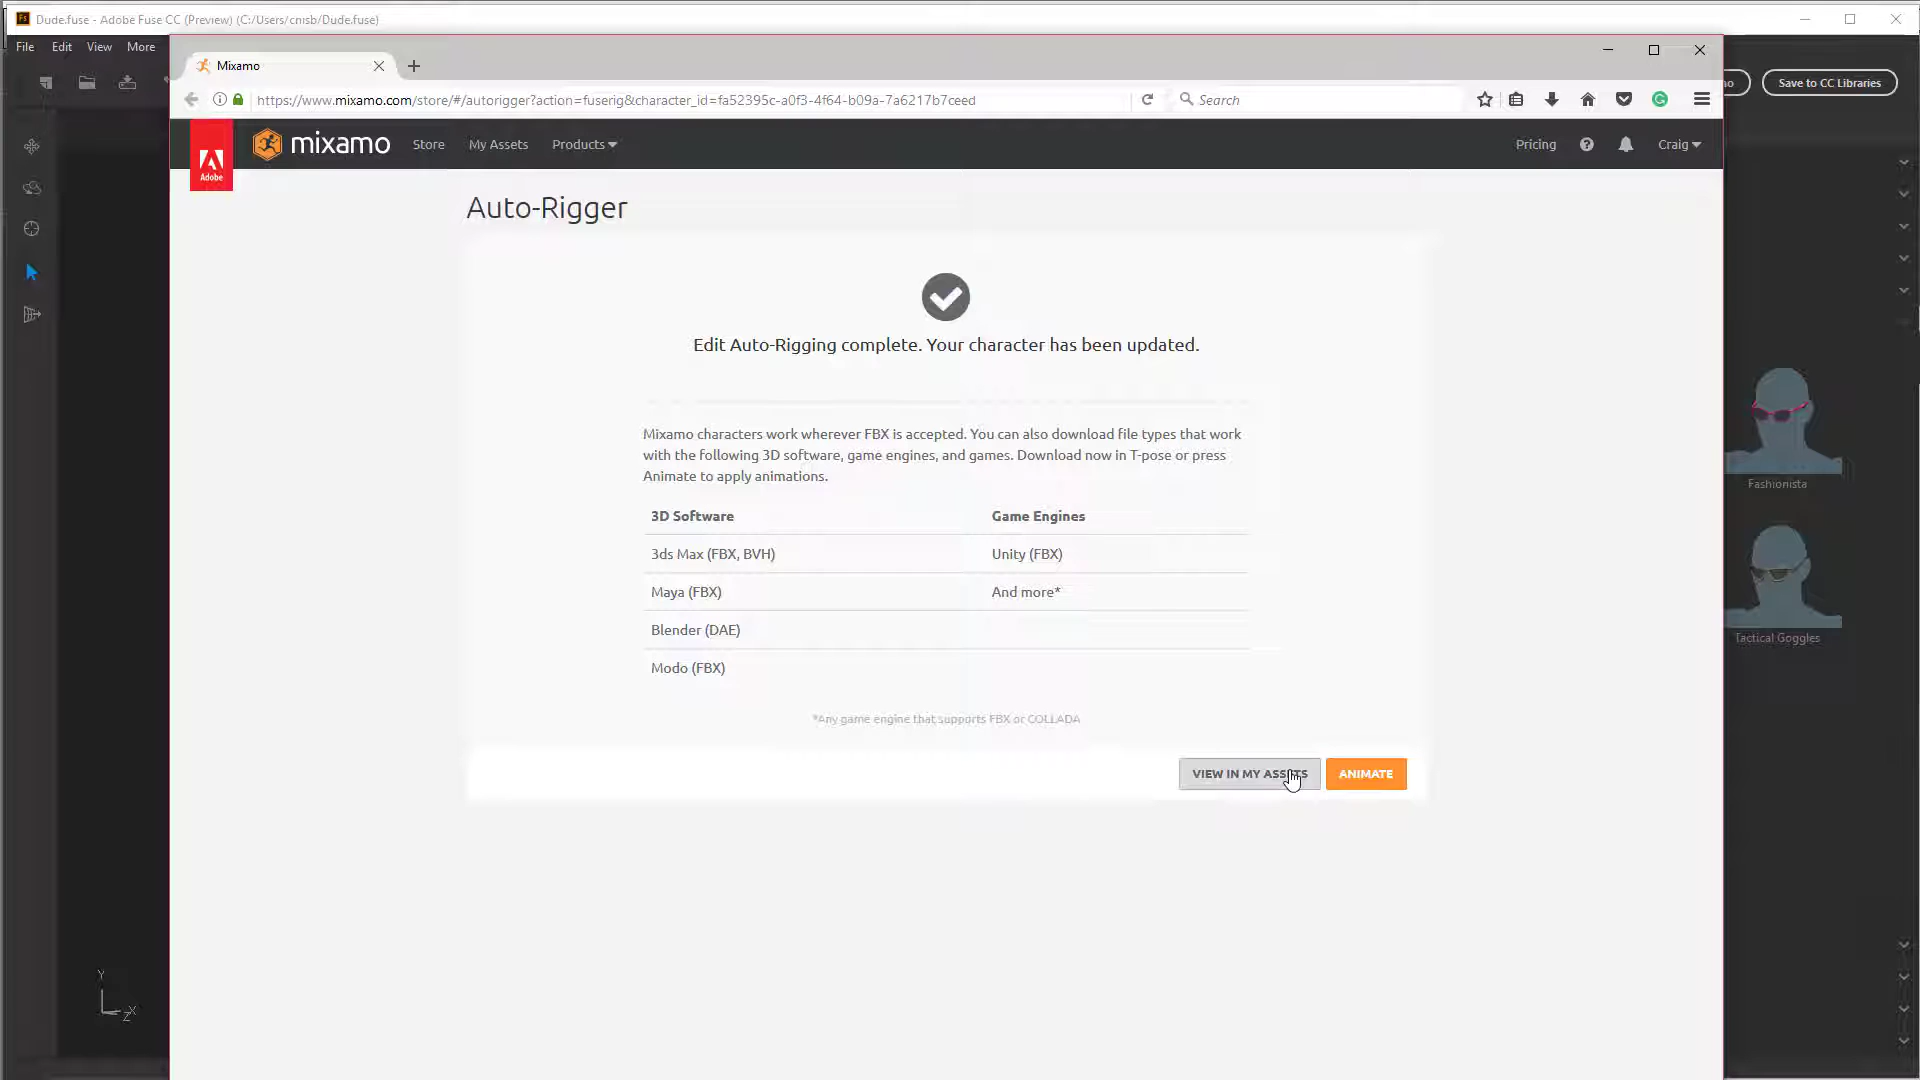 Fs Dude.fuse - Adobe Fuse CC (Preview) (C:/Users/cnisb/Dude.fuse)
File Edit View More
Mixamo
https://www.mixamo.com/store/#/autorigger?action=fuserig&character_id=fa52395c-a0f3-4f64-b09a-7a6217b7ceed
Search
Save to CC Libraries
Adobe
mixamo Store My Assets Products
Pricing Craig
Auto-Rigger
Edit Auto-Rigging complete. Your character has been updated.
Mixamo characters work wherever FBX is accepted. You can also download file types that work
with the following 3D software, game engines, and games. Download now in T-pose or press
Animate to apply animations.
3D Software Game Engines
3ds Max (FBX, BVH) Unity (FBX)
Maya (FBX) And more*
Blender (DAE)
Modo (FBX)
*Any game engine that supports FBX or COLLADA
VIEW IN MY ASSETS ANIMATE
Fashionista
Tactical Goggles
Y
X
Z